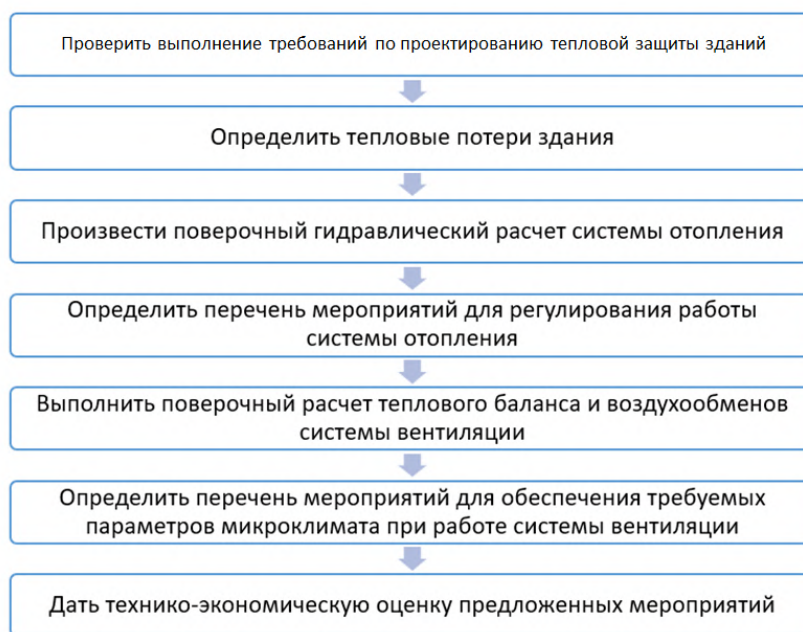 Проверить выполнение требований по проектированию тепловой защиты зданий
Определить тепловые потери здания
Произвести поверочный гидравлический расчет системы отопления
Определить перечень мероприятий для регулирования работы
системы отопления
Выполнить поверочный расчет теплового баланса и воздухообменов
системы вентиляции
Определить перечень мероприятий для обеспечения требуемых
параметров микроклимата при работе системы вентиляции
Дать технико-экономическую оценку предложенных мероприятий